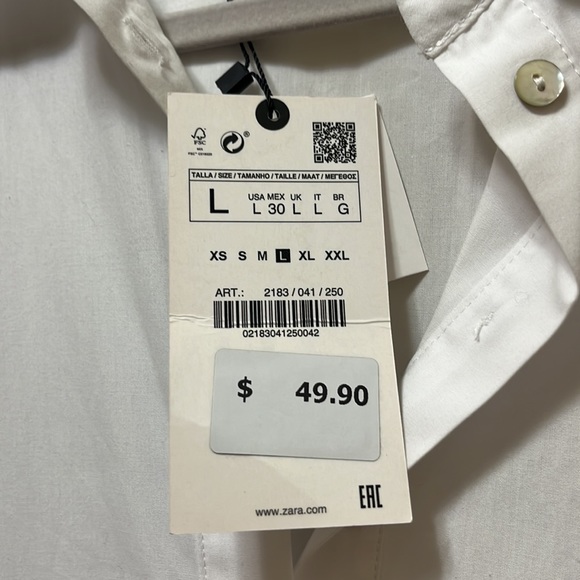 FSC
®
TALLA / SIZE / TAMANHO / TAILLE / MAAT / ΜΕΓΕΘΟΣ
L
USA MEX UK IT BR
L 30 L L G
XS S M L XL XXL
ART.: 2183 / 041 / 250
02183041250042
$ 49.90
EAC
www.zara.com